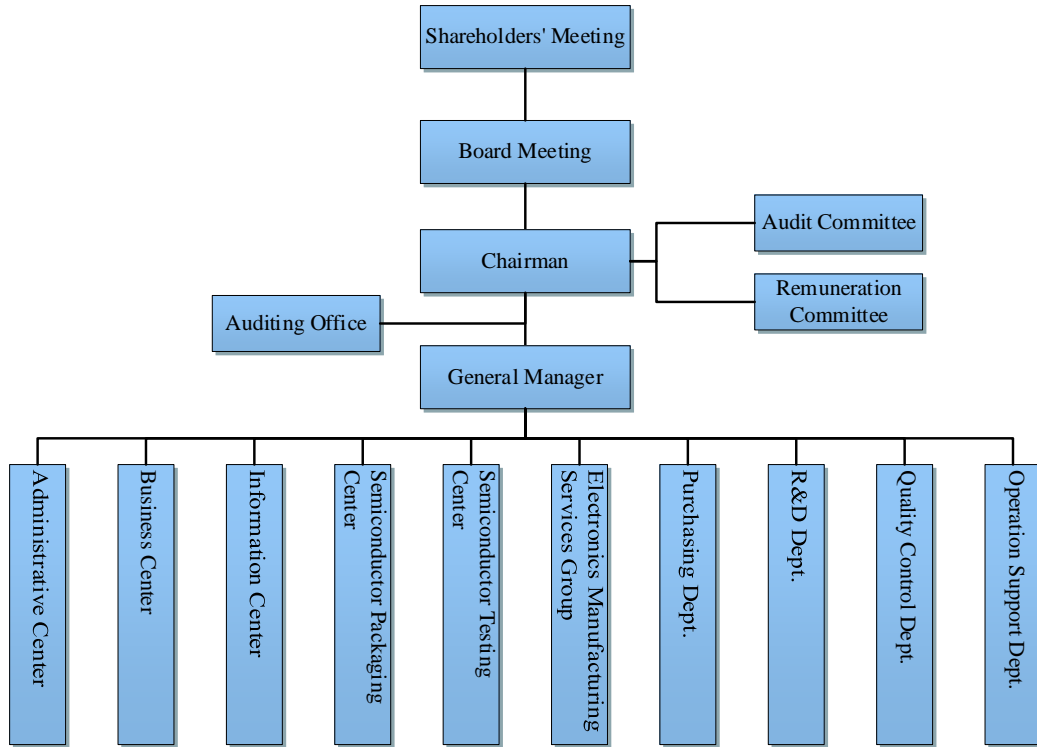 Shareholders' Meeting
Board Meeting
Chairman
Audit Committee
Remuneration
Committee
Auditing Office
General Manager
Administrative Center
Business Center
Information Center
Semiconductor Packaging
Center
Semiconductor Testing
Center
Electronics Manufacturing
Services Group
Purchasing Dept.
R&D Dept.
Quality Control Dept.
Operation Support Dept.